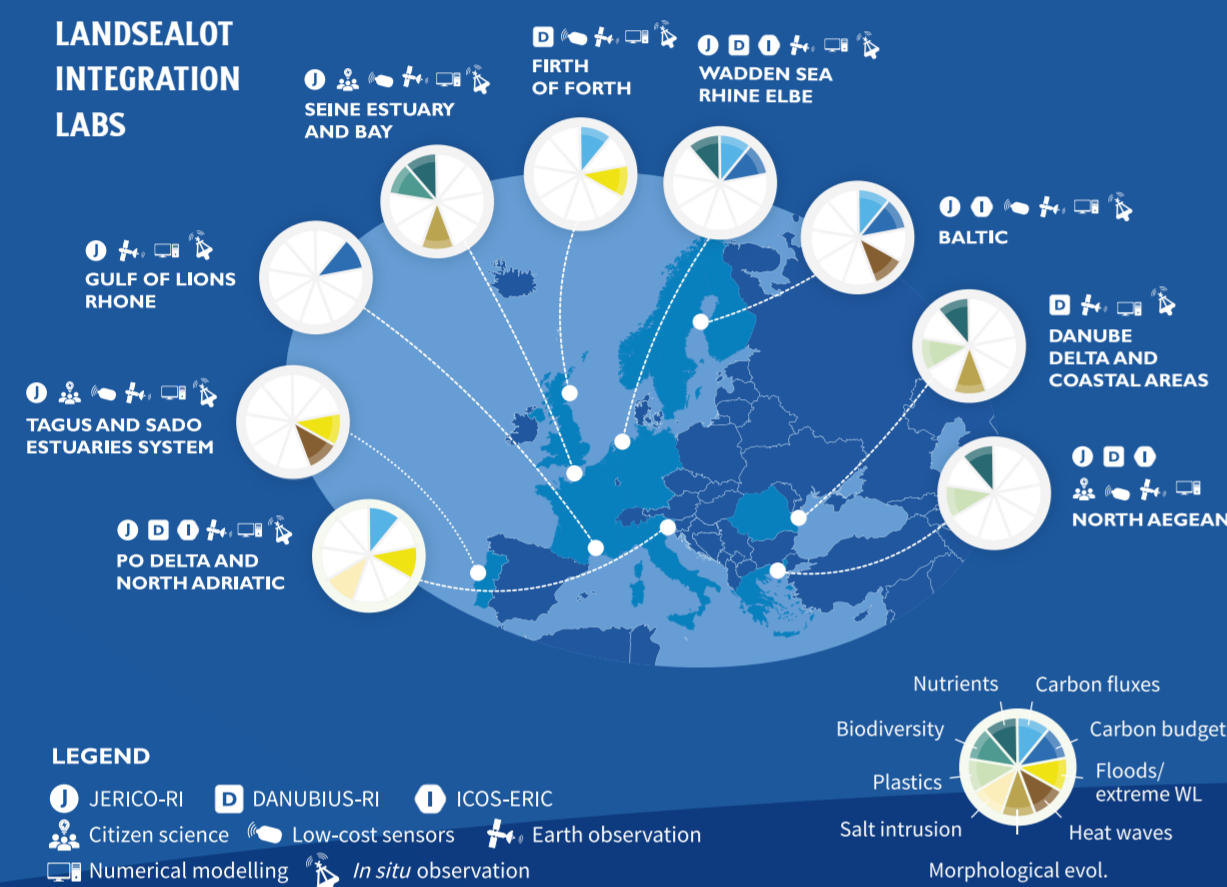 LANDSEALOT
INTEGRATION
LABS
SEINE ESTUARY
AND BAY
D
FIRTH
OF FORTH
J D I
WADDEN SEA
RHINE ELBE
J
J
GULF OF LIONS
RHONE
J I
BALTIC
D
DANUBE
DELTA AND
COASTAL AREAS
J
TAGUS AND SADO
ESTUARIES SYSTEM
J D I
NORTH AEGEAN
J D I
PO DELTA AND
NORTH ADRIATIC
Nutrients
Carbon fluxes
Biodiversity
Carbon budget
Plastics
Floods/
extreme WL
Salt intrusion
Heat waves
Morphological evol.
LEGEND
J JERICO-RI D DANUBIUS-RI I ICOS-ERIC
Citizen science Low-cost sensors Earth observation
Numerical modelling In situ observation